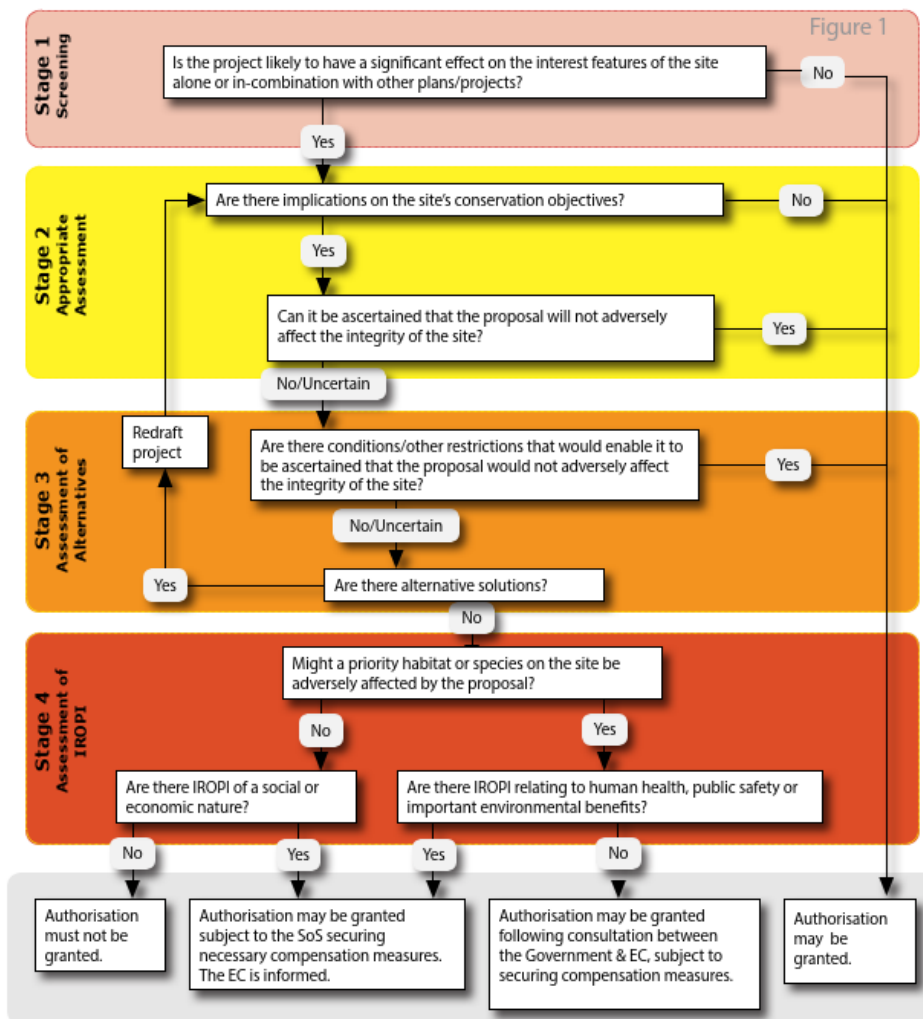 Figure 1
Stage 1
Screening
Is the project likely to have a significant effect on the interest features of the site
alone or in-combination with other plans/projects?
No
Yes
Stage 2
Appropriate
Assessment
Are there implications on the site's conservation objectives?
No
Yes
Can it be ascertained that the proposal will not adversely
affect the integrity of the site?
Yes
No/Uncertain
Stage 3
Assessment of
Alternatives
Redraft
project
Are there conditions/other restrictions that would enable it to
be ascertained that the proposal would not adversely affect
the integrity of the site?
Yes
No/Uncertain
Yes
Are there alternative solutions?
No
Stage 4
Assessment of
IROPI
Might a priority habitat or species on the site be
adversely affected by the proposal?
No
Yes
Are there IROPI of a social or
economic nature?
Are there IROPI relating to human health, public safety or
important environmental benefits?
No
Yes
Yes
No
Authorisation
must not be
granted.
Authorisation may be granted
subject to the SoS securing
necessary compensation measures.
The EC is informed.
Authorisation may be granted
following consultation between
the Government & EC, subject to
securing compensation measures.
Authorisation
may be
granted.